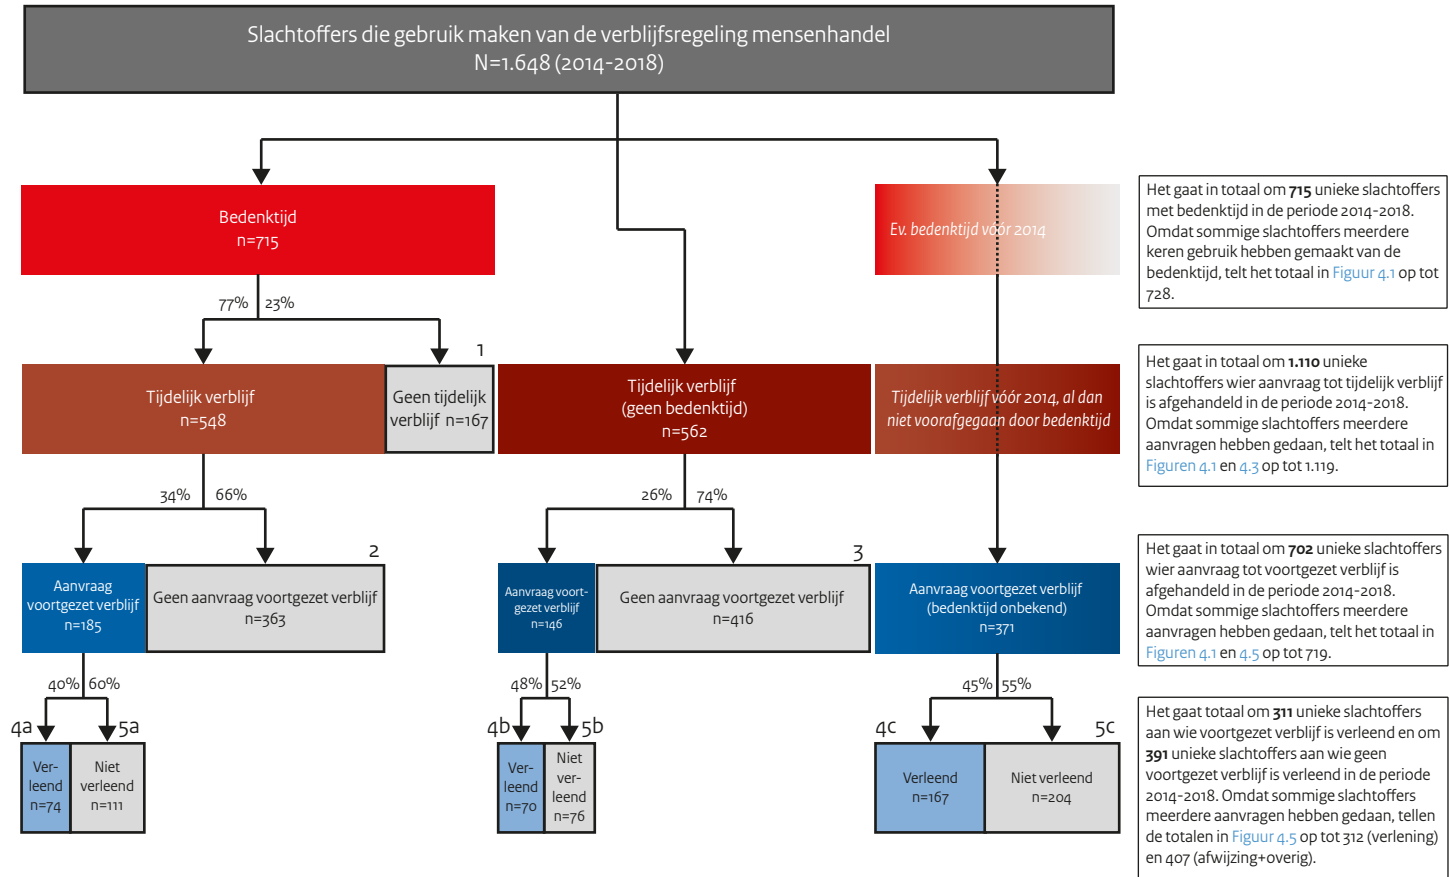 Slachtoffers die gebruik maken van de verblijfsregeling mensenhandel
N=1.648 (2014-2018)
Bedenktijd
n=715
Ev. bedenktijd vóór 2014
Het gaat in totaal om 715 unieke slachtoffers
met bedenktijd in de periode 2014-2018.
Omdat sommige slachtoffers meerdere
keren gebruik hebben gemaakt van de
bedenktijd, telt het totaal in Figuur 4.1 op tot
728.
77% 23%
1
Tijdelijk verblijf
n=548
Geen tijdelijk
verblijf n=167
Tijdelijk verblijf
(geen bedenktijd)
n=562
Tijdelijk verblijf vóór 2014, al dan
niet voorafgegaan door bedenktijd
Het gaat in totaal om 1.110 unieke
slachtoffers wier aanvraag tot tijdelijk verblijf
is afgehandeld in de periode 2014-2018.
Omdat sommige slachtoffers meerdere
aanvragen hebben gedaan, telt het totaal in
Figuren 4.1 en 4.3 op tot 1.119.
34% 66%
26% 74%
2
3
Aanvraag
voortgezet verblijf
n=185
Geen aanvraag voortgezet verblijf
n=363
Aanvraag voort-
gezet verblijf
n=146
Geen aanvraag voortgezet verblijf
n=416
Aanvraag voortgezet verblijf
(bedenktijd onbekend)
n=371
Het gaat in totaal om 702 unieke slachtoffers
wier aanvraag tot voortgezet verblijf is
afgehandeld in de periode 2014-2018.
Omdat sommige slachtoffers meerdere
aanvragen hebben gedaan, telt het totaal in
Figuren 4.1 en 4.5 op tot 719.
40% 60%
48% 52%
45% 55%
4a
5a
4b
5b
4c
5c
Ver-
leend
n=74
Niet
verleend
n=111
Ver-
leend
n=70
Niet
ver-
leend
n=76
Verleend
n=167
Niet verleend
n=204
Het gaat totaal om 311 unieke slachtoffers
aan wie voortgezet verblijf is verleend en om
391 unieke slachtoffers aan wie geen
voortgezet verblijf is verleend in de periode
2014-2018. Omdat sommige slachtoffers
meerdere aanvragen hebben gedaan, tellen
de totalen in Figuur 4.5 op tot 312 (verlening)
en 407 (afwijzing+overig).